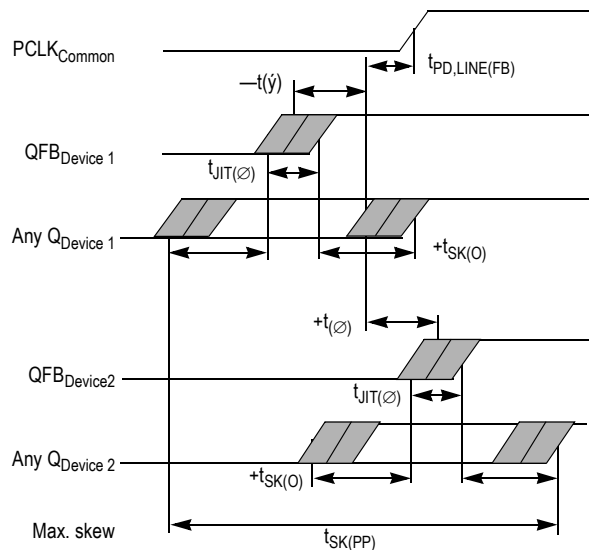 PCLKCommon
tPD,LINE(FB)
—t(ý)
QFBDevice 1
tJIT(∅)
Any QDevice 1
+tSK(O)
+t(∅)
QFBDevice2
tJIT(∅)
Any QDevice 2
+tSK(O)
Max. skew
tSK(PP)